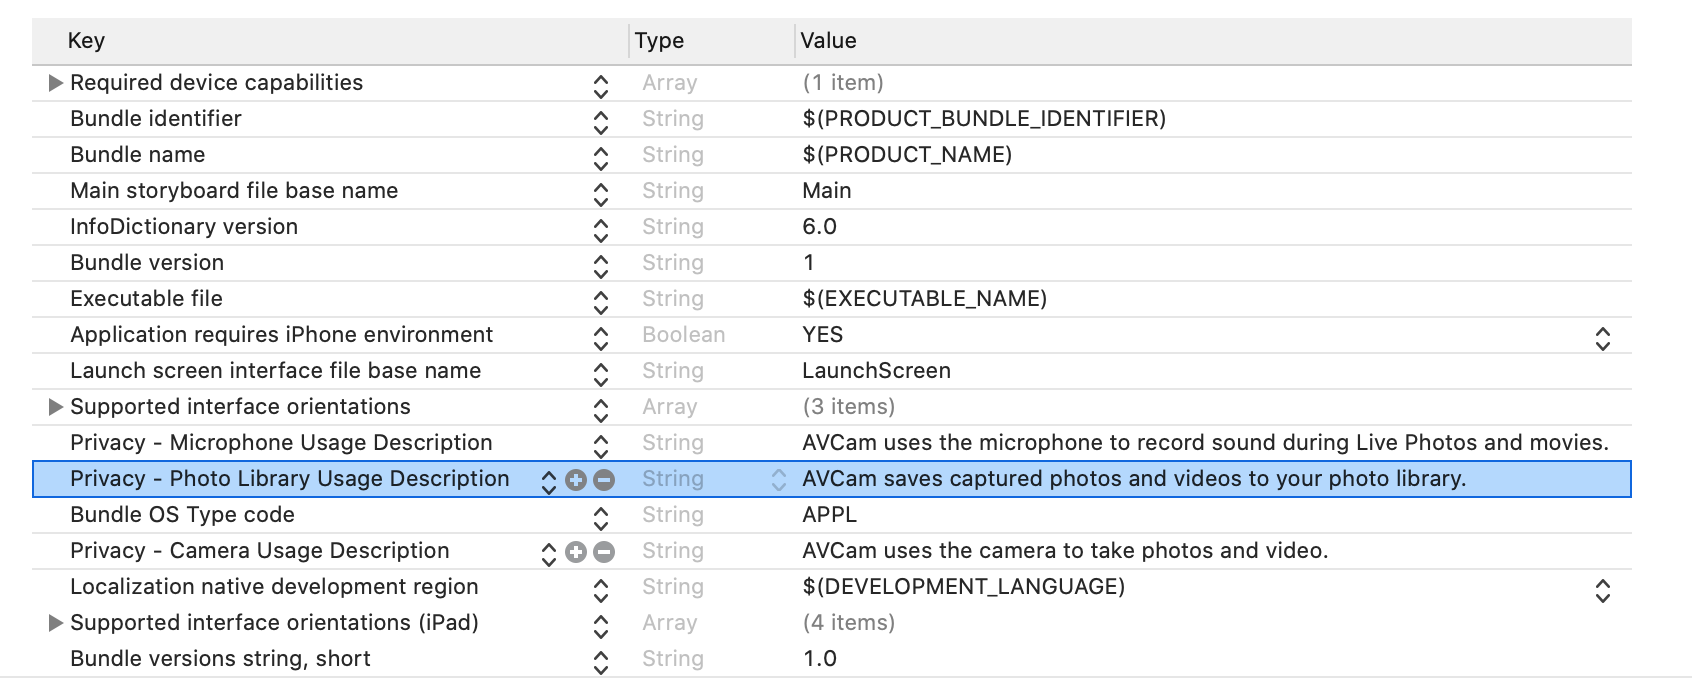 Key Type Value
Required device capabilities Array (1 item)
Bundle identifier String $(PRODUCT_BUNDLE_IDENTIFIER)
Bundle name String $(PRODUCT_NAME)
Main storyboard file base name String Main
InfoDictionary version String 6.0
Bundle version String 1
Executable file String $(EXECUTABLE_NAME)
Application requires iPhone environment Boolean YES
Launch screen interface file base name String LaunchScreen
Supported interface orientations Array (3 items)
Privacy - Microphone Usage Description String AVCam uses the microphone to record sound during Live Photos and movies.
Privacy - Photo Library Usage Description String AVCam saves captured photos and videos to your photo library.
Bundle OS Type code String APPL
Privacy - Camera Usage Description String AVCam uses the camera to take photos and video.
Localization native development region String $(DEVELOPMENT_LANGUAGE)
Supported interface orientations (iPad) Array (4 items)
Bundle versions string, short String 1.0